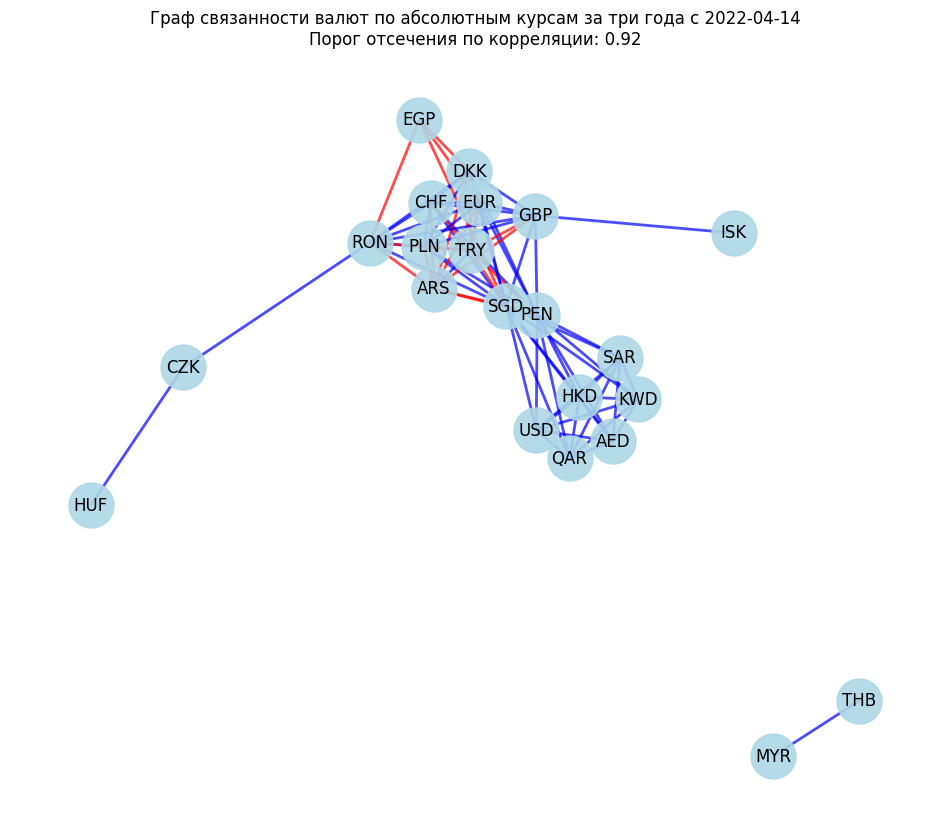 Граф связанности валют по абсолютным курсам за три года с 2022-04-14
Порог отсечения по корреляции: 0.92
EGP
DKK
CHF
EUR
GBP
ISK
RON
PLN
TRY
ARS
SGD
PEN
SAR
CZK
HKD
KWD
USD
AED
QAR
HUF
THB
MYR